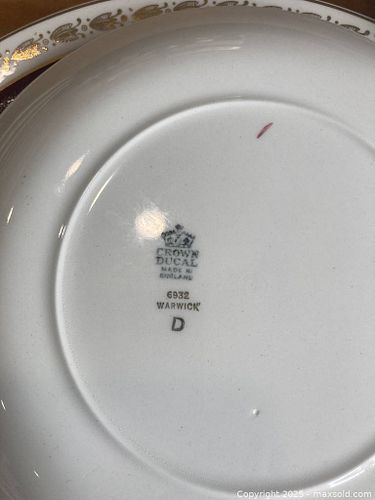 CROWN
DUCAL
MADE IN
ENGLAND
6932
WARWICK
D
Copyright 2025 - maxsold.com